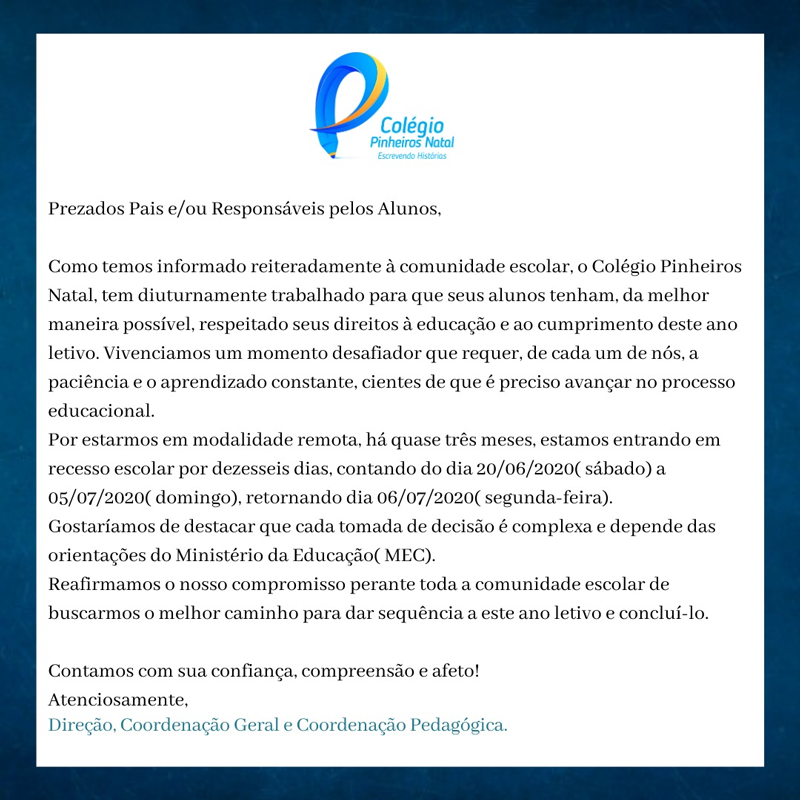 Colégio
Pinheiros Natal
Escrevendo Histórias
Prezados Pais e/ou Responsáveis pelos Alunos,
Como temos informado reiteradamente à comunidade escolar, o Colégio Pinheiros
Natal, tem diuturnamente trabalhado para que seus alunos tenham, da melhor
maneira possível, respeitado seus direitos à educação e ao cumprimento deste ano
letivo. Vivenciamos um momento desafiador que requer, de cada um de nós, a
paciência e o aprendizado constante, cientes de que é preciso avançar no processo
educacional.
Por estarmos em modalidade remota, há quase três meses, estamos entrando em
recesso escolar por dezesseis dias, contando do dia 20/06/2020( sábado) a
05/07/2020( domingo), retornando dia 06/07/2020( segunda-feira).
Gostaríamos de destacar que cada tomada de decisão é complexa e depende das
orientações do Ministério da Educação( MEC).
Reafirmamos o nosso compromisso perante toda a comunidade escolar de
buscarmos o melhor caminho para dar sequência a este ano letivo e concluí-lo.
Contamos com sua confiança, compreensão e afeto!
Atenciosamente,
Direção, Coordenação Geral e Coordenação Pedagógica.